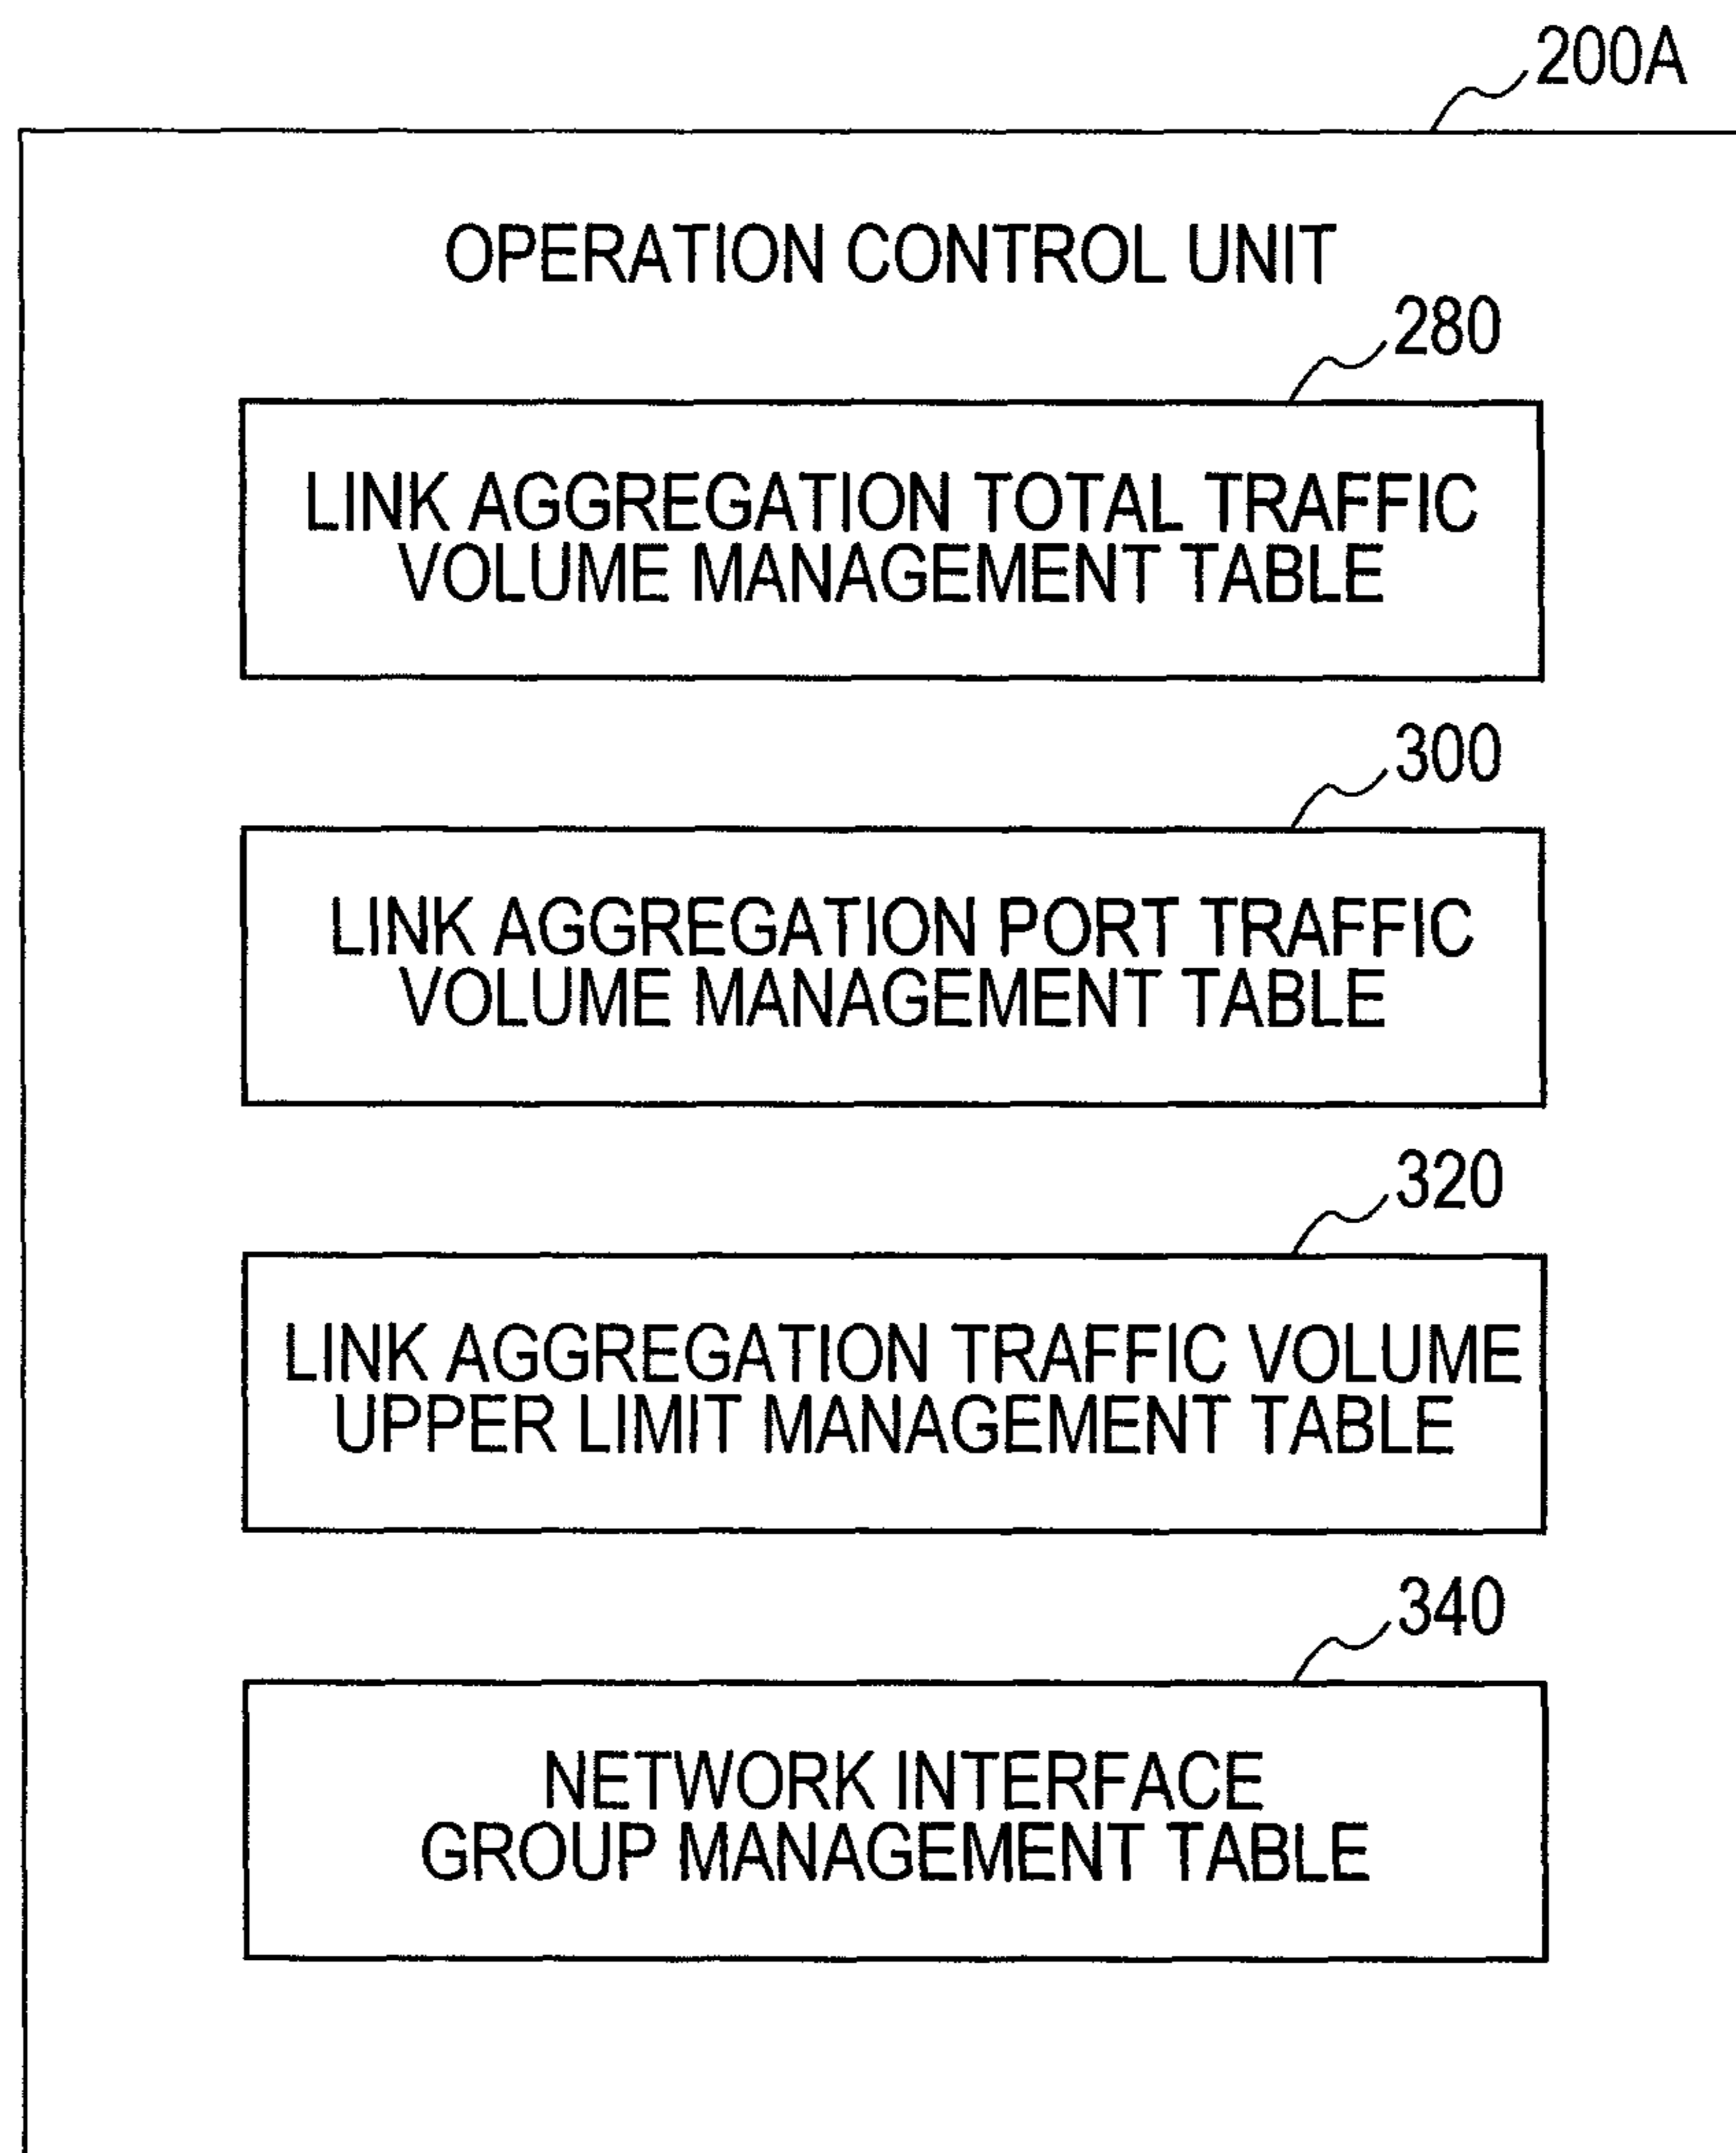 200A
OPERATION CONTROL UNIT
280
LINK AGGREGATION TOTAL TRAFFIC
VOLUME MANAGEMENT TABLE
300
LINK AGGREGATION PORT TRAFFIC
VOLUME MANAGEMENT TABLE
320
LINK AGGREGATION TRAFFIC VOLUME
UPPER LIMIT MANAGEMENT TABLE
340
NETWORK INTERFACE
GROUP MANAGEMENT TABLE